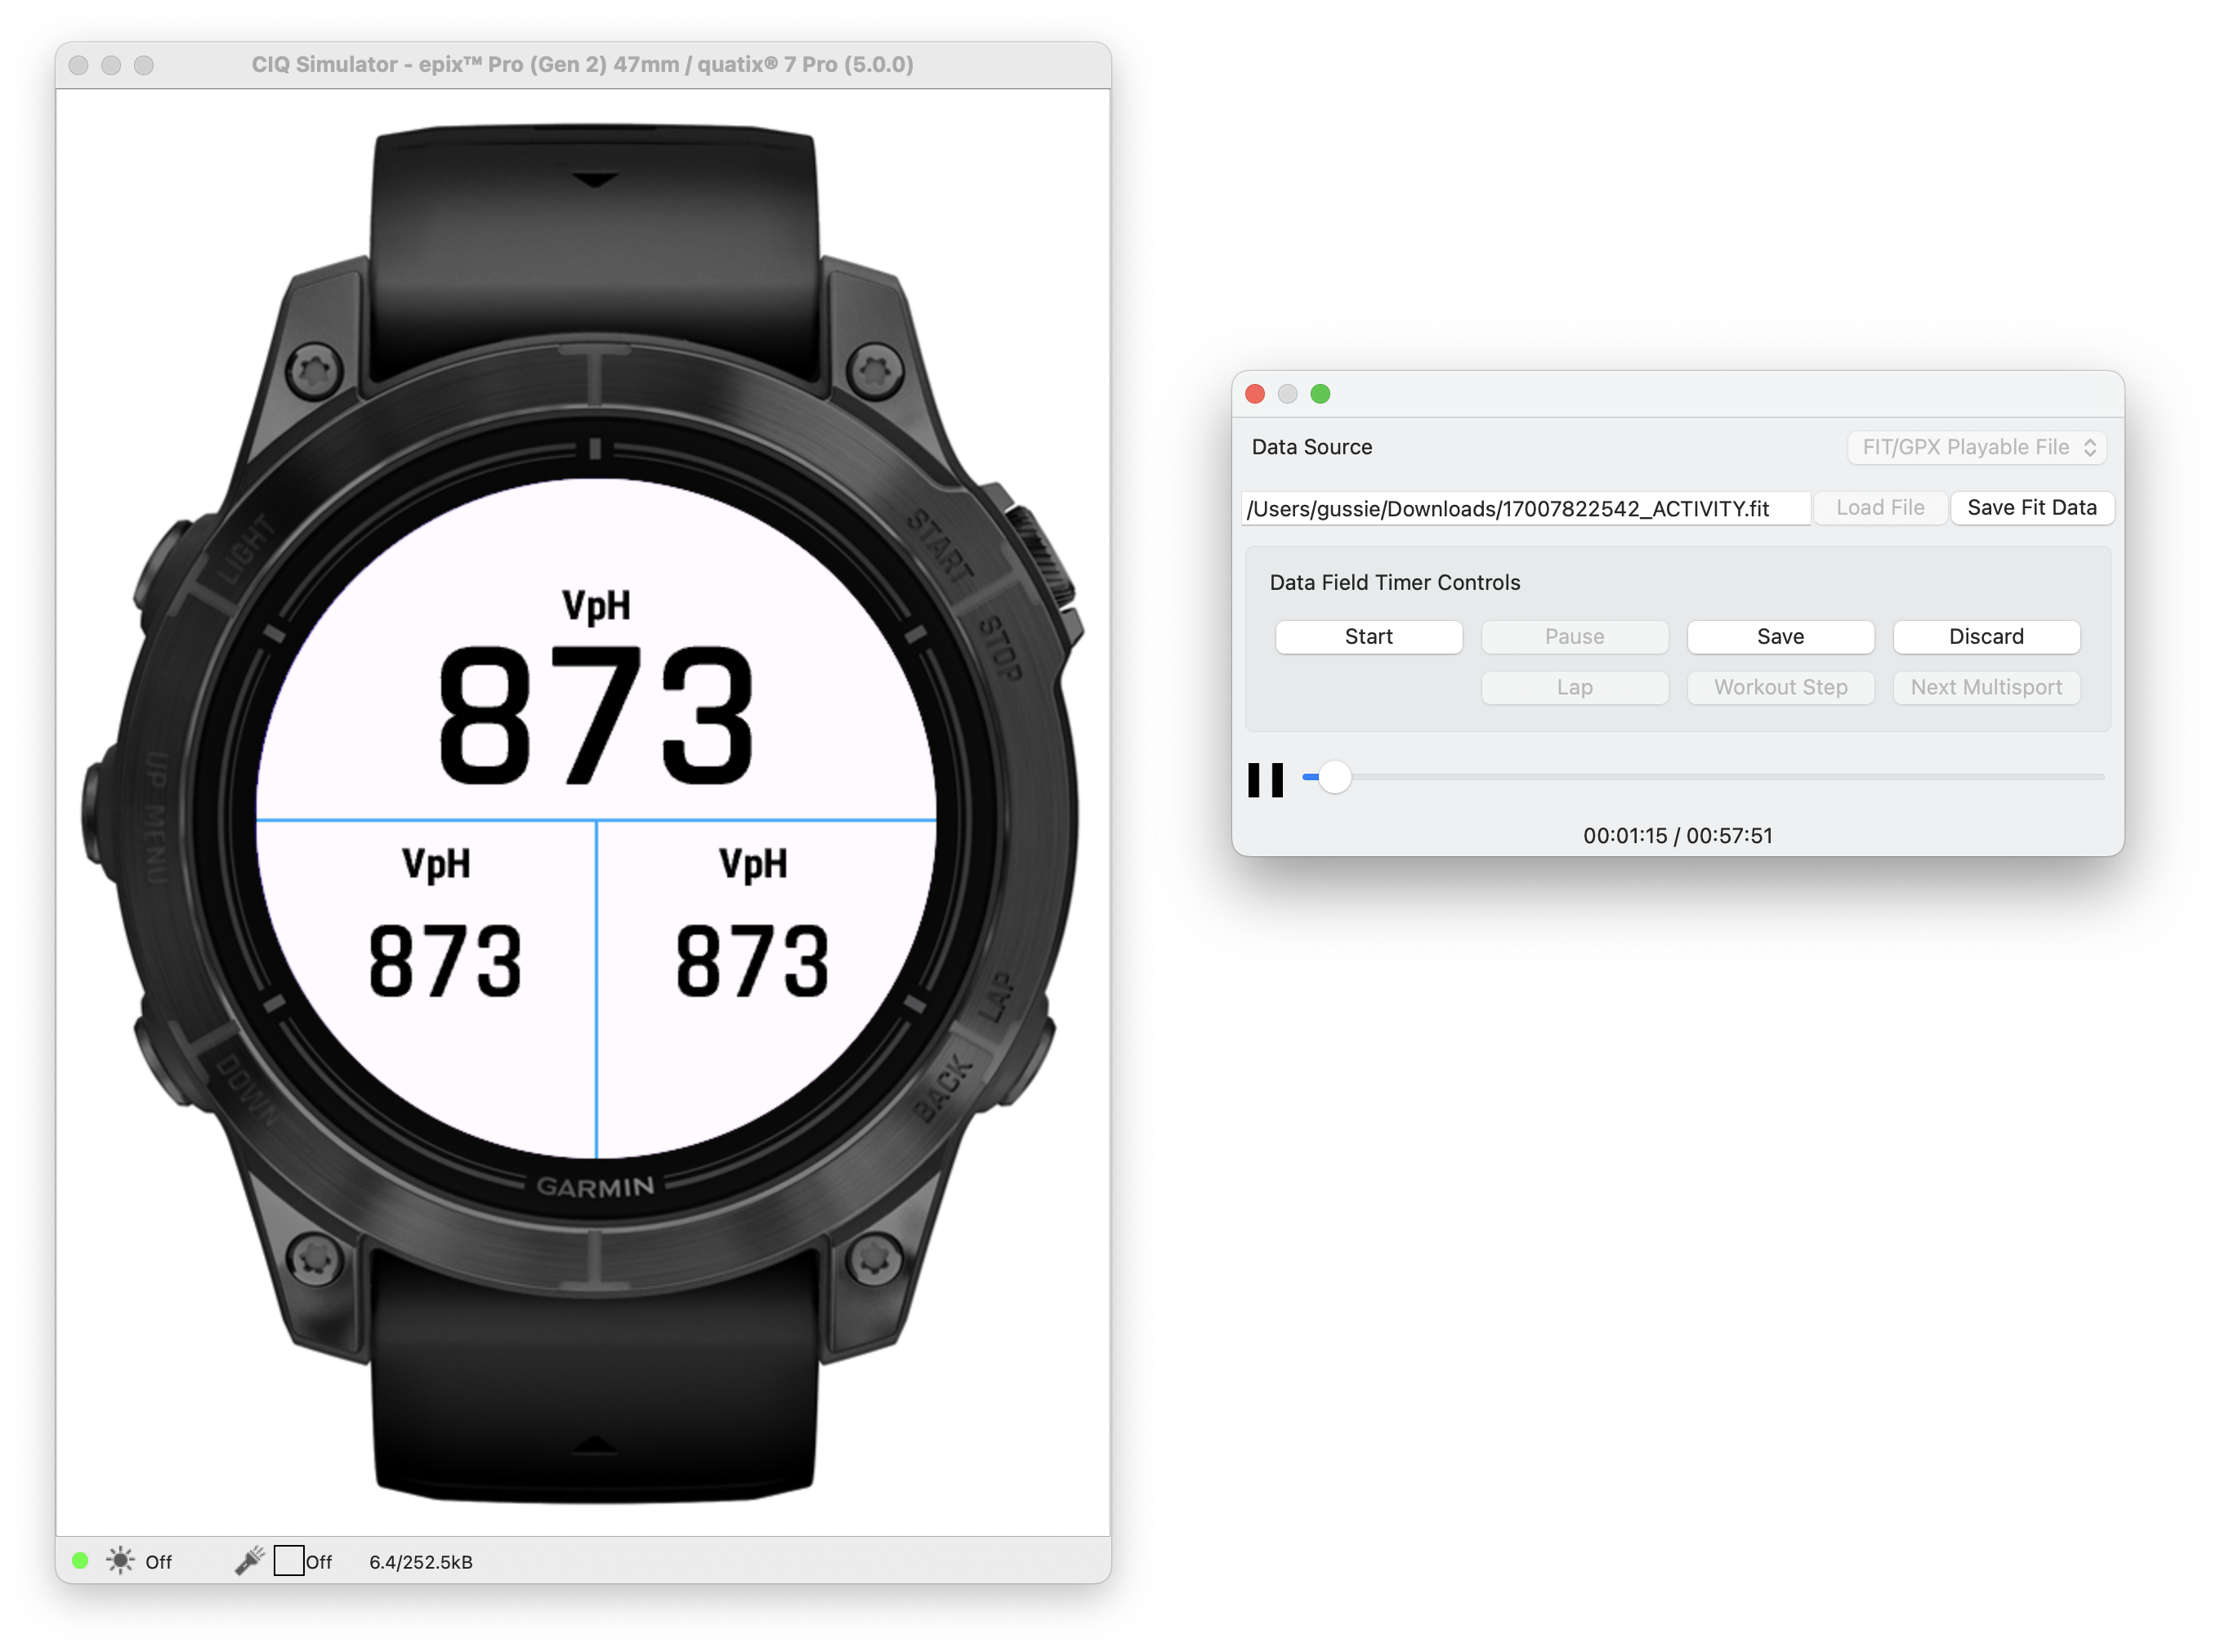 CIQ Simulator - epix™ Pro (Gen 2) 47mm / quatix® 7 Pro (5.0.0)
LIGHT
START
STOP
UP MENU
DOWN
LAP
BACK
VpH
873
VpH
873
VpH
873
GARMIN
Off
Off
6.4/252.5kB
Data Source
FIT/GPX Playable File
/Users/gussie/Downloads/17007822542_ACTIVITY.fit
Load File
Save Fit Data
Data Field Timer Controls
Start
Pause
Save
Discard
Lap
Workout Step
Next Multisport
00:01:15 / 00:57:51